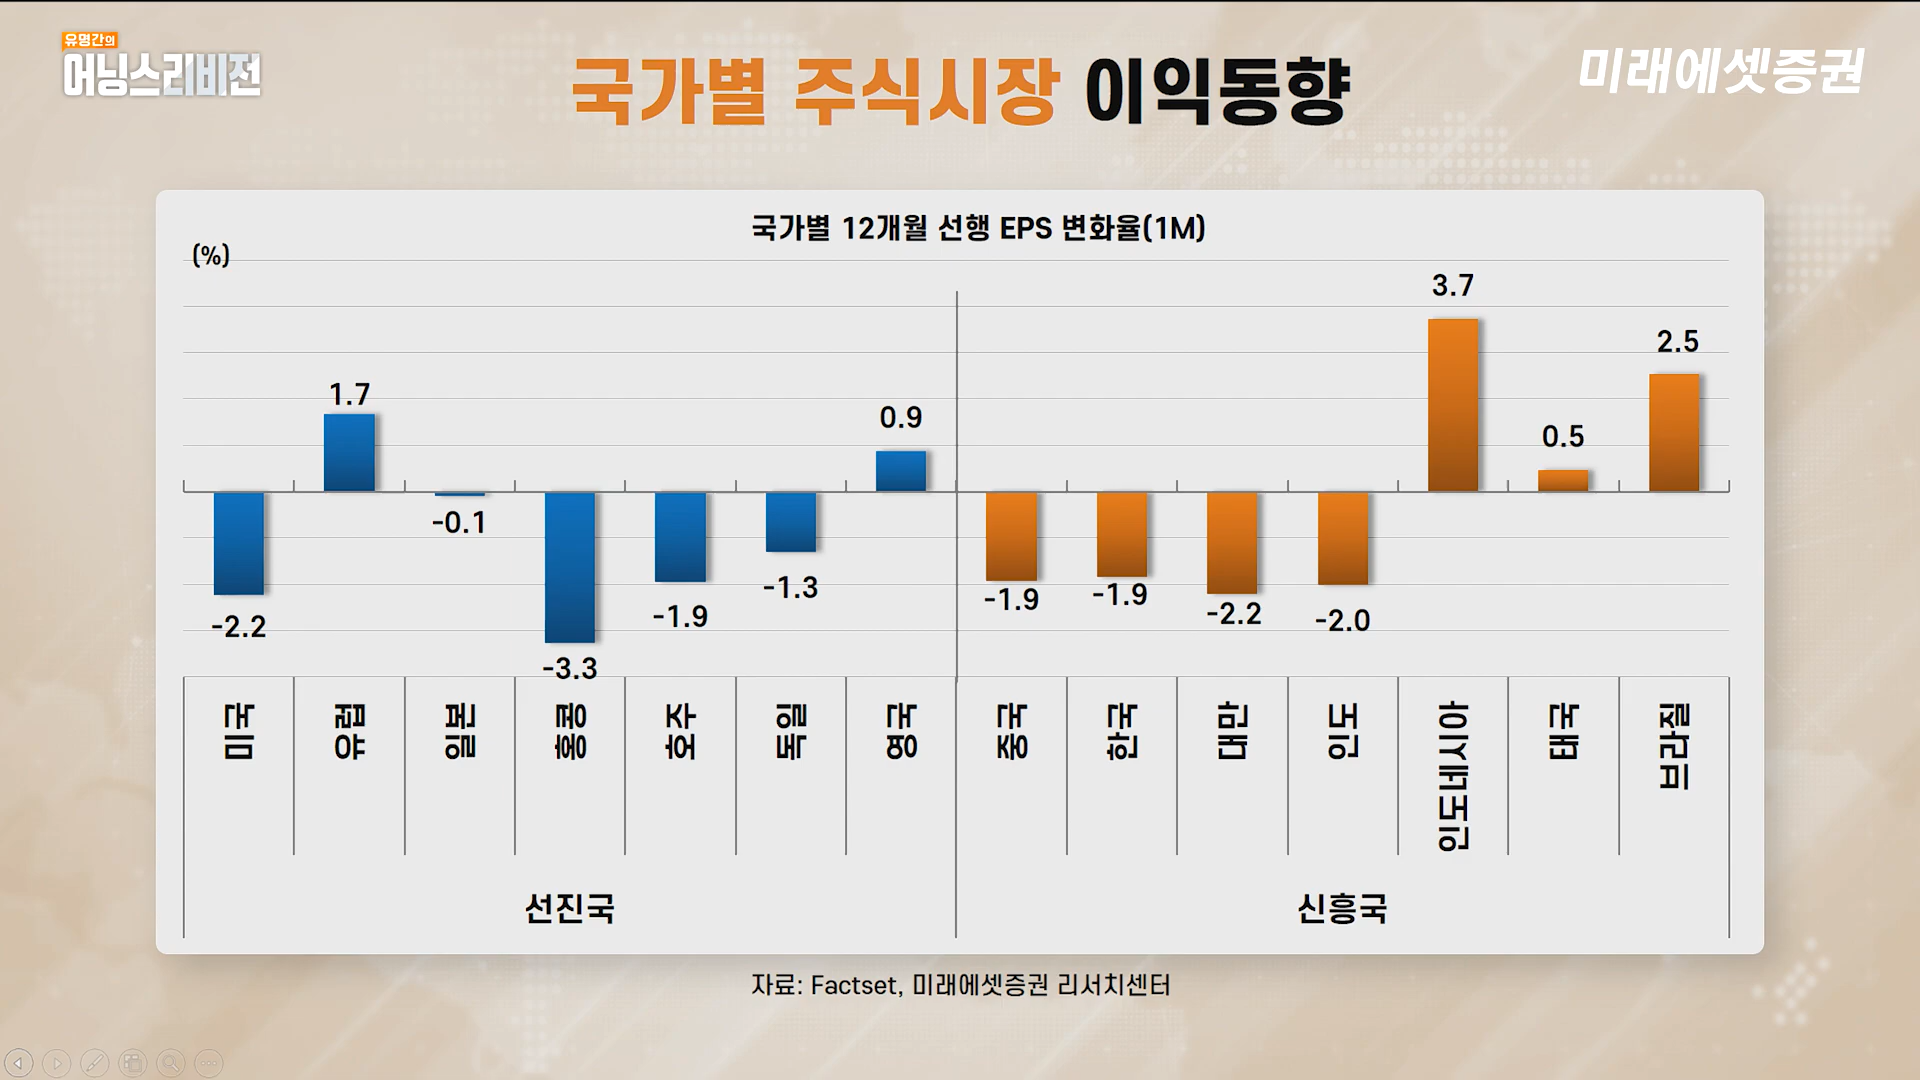 유명간의
어닝스리비전
국가별 주식시장 이익동향
미래에셋증권
국가별 12개월 선행 EPS 변화율(1M)
(%)
-2.2
1.7
-0.1
-3.3
-1.9
-1.3
0.9
-1.9
-1.9
-2.2
-2.0
3.7
0.5
2.5
미국
유럽
일본
홍콩
호주
독일
영국
중국
한국
대만
인도
인도네시아
태국
브라질
선진국
신흥국
자료: Factset, 미래에셋증권 리서치센터